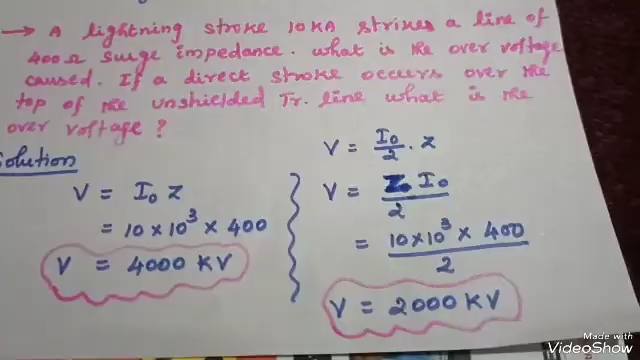 → A lightning stroke 10 KA strikes a line of
400Ω surge impedance. what is the over voltage
caused. If a direct stroke occurs over the
top of the unshielded Tr. line what is the
over voltage ?
Solution
V = I₀ z
= 10 × 10³ × 400
V = 4000 KV
V = I₀/2 . z
V = Z. I₀/2
= 10×10³ × 400/2
V = 2000 KV
Made with
VideoShow